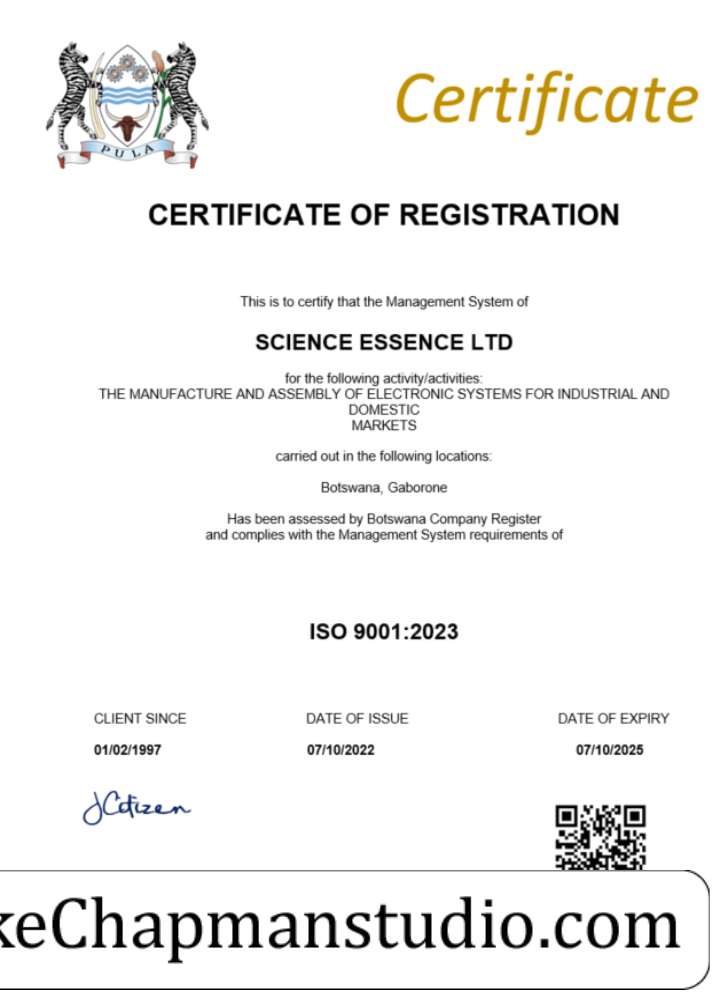 Certificate
PULA
CERTIFICATE OF REGISTRATION
This is to certify that the Management System of
SCIENCE ESSENCE LTD
for the following activity/activities:
THE MANUFACTURE AND ASSEMBLY OF ELECTRONIC SYSTEMS FOR INDUSTRIAL AND
DOMESTIC
MARKETS
carried out in the following locations:
Botswana, Gaborone
Has been assessed by Botswana Company Register
and complies with the Management System requirements of
ISO 9001:2023
CLIENT SINCE DATE OF ISSUE DATE OF EXPIRY
01/02/1997 07/10/2022 07/10/2025
JCitizen
keChapmanstudio.com